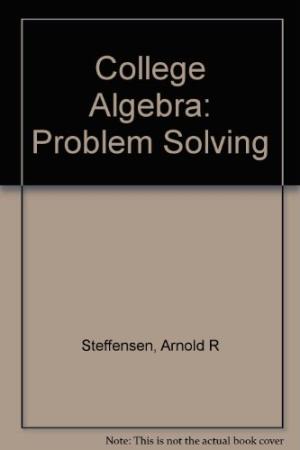 College
Algebra:
Problem Solving
Steffensen, Arnold R
Note: This is not the actual book cover